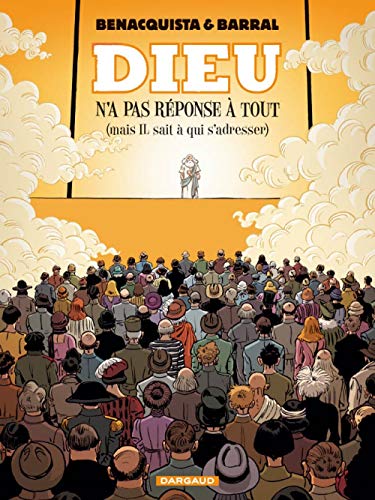 BENACQUISTA & BARRAL
DIEU
N'A PAS RÉPONSE À TOUT
(mais IL sait à qui s'adresser)
DARGAUD